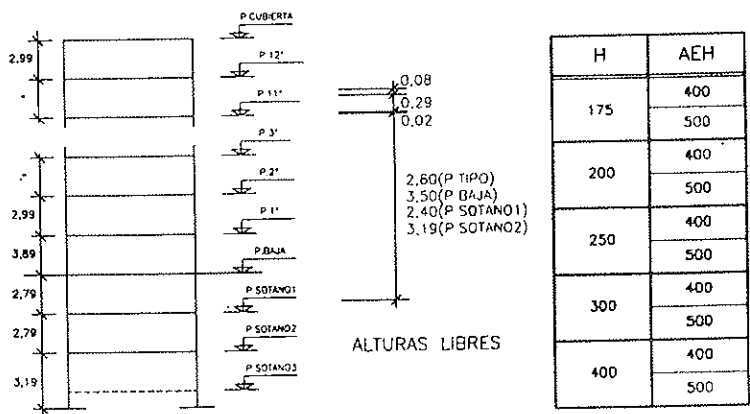 P CUBIERTA
2,99
P 12ª
P 11ª
P 3ª
P 2ª
2,99
P 1ª
3,89
P.BAJA
2,79
P SOTANO1
2,79
P SOTANO2
3,19
P SOTANO3
0,08
0,29
0,02
2,60(P TIPO)
3,50(P BAJA)
2,40(P SOTANO1)
3,19(P SOTANO2)
ALTURAS LIBRES
H AEH
175 400
500
200 400
500
250 400
500
300 400
500
400 400
500